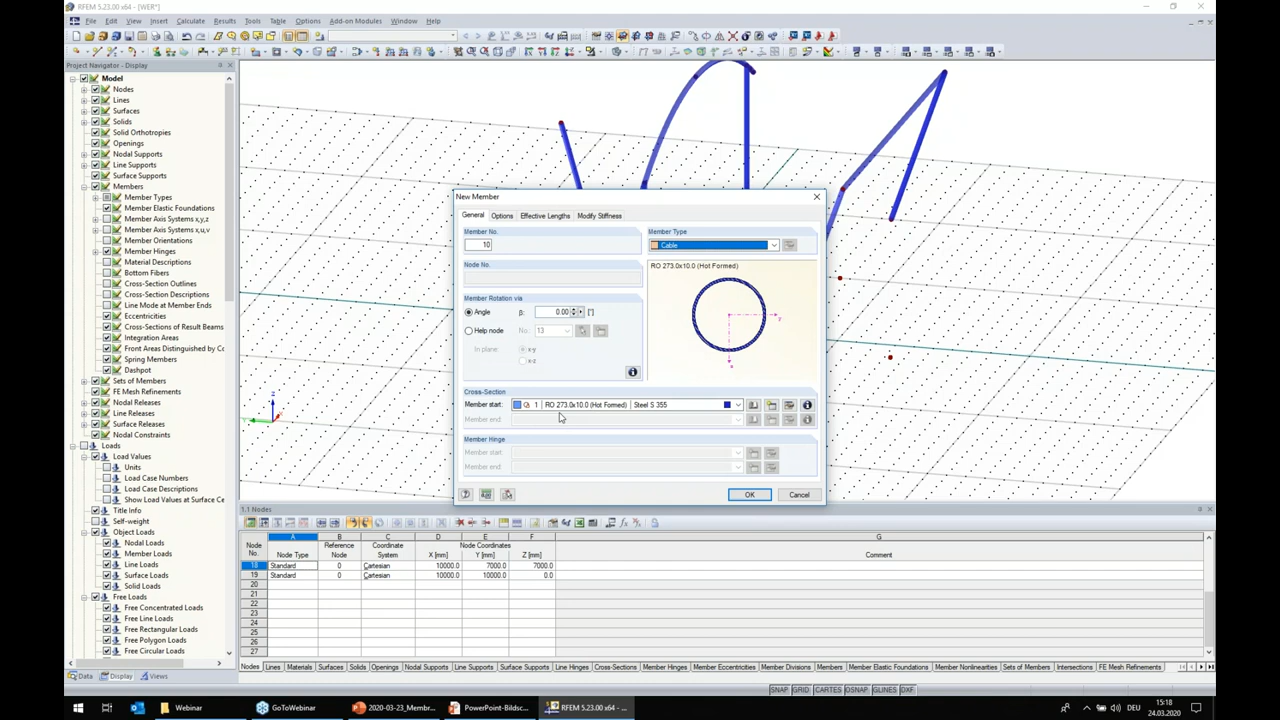 RFEM 5.23.00 x64 - [WER*]
File Edit View Insert Calculate Results Tools Table Options Add-on Modules Window Help
Project Navigator - Display
Model
Nodes
Lines
Surfaces
Solids
Solid Orthotropies
Openings
Nodal Supports
Line Supports
Surface Supports
Members
Member Types
Member Elastic Foundations
Member Axis Systems x,y,z
Member Axis Systems x,u,v
Member Orientations
Member Hinges
Material Descriptions
Bottom Fibers
Cross-Section Outlines
Cross-Section Descriptions
Line Mode at Member Ends
Eccentricities
Cross-Sections of Result Beams
Integration Areas
Front Areas Distinguished by Co
Spring Members
Dashpot
Sets of Members
FE Mesh Refinements
Nodal Releases
Line Releases
Surface Releases
Nodal Constraints
Loads
Load Values
Units
Load Case Numbers
Load Case Descriptions
Show Load Values at Surface Ce
Title Info
Self-weight
Object Loads
Nodal Loads
Member Loads
Line Loads
Surface Loads
Solid Loads
Free Loads
Free Concentrated Loads
Free Line Loads
Free Rectangular Loads
Free Polygon Loads
Free Circular Loads
Data Display Views
New Member
General Options Effective Lengths Modify Stiffness
Member No.
10
Node No.
Member Rotation via
Angle β: 0.00 [°]
Help node No.: 13
In plane: x-y
x-z
Member Type
Cable
RO 273.0x10.0 (Hot Formed)
y
z
Cross-Section
Member start: 1 RO 273.0x10.0 (Hot Formed) Steel S 355
Member end:
Member Hinge
Member start:
Member end:
OK Cancel
Z
1.1 Nodes
A B C D E F G
Node No. Node Type Reference Node Coordinate System Node Coordinates X [mm] Y [mm] Z [mm] Comment
18 Standard 0 Cartesian 10000.0 7000.0 7000.0
19 Standard 0 Cartesian 10000.0 10000.0 0.0
20
21
22
23
24
25
26
27
Nodes Lines Materials Surfaces Solids Openings Nodal Supports Line Supports Surface Supports Line Hinges Cross-Sections Member Hinges Member Eccentricities Member Divisions Members Member Elastic Foundations Member Nonlinearities Sets of Members Intersections FE Mesh Refinements
SNAP GRID CARTES OSNAP GLINES DXF
Webinar GoToWebinar 2020-03-23_Membr... PowerPoint-Bildsc... RFEM 5.23.00 x64 - ... 15:18
24.03.2020